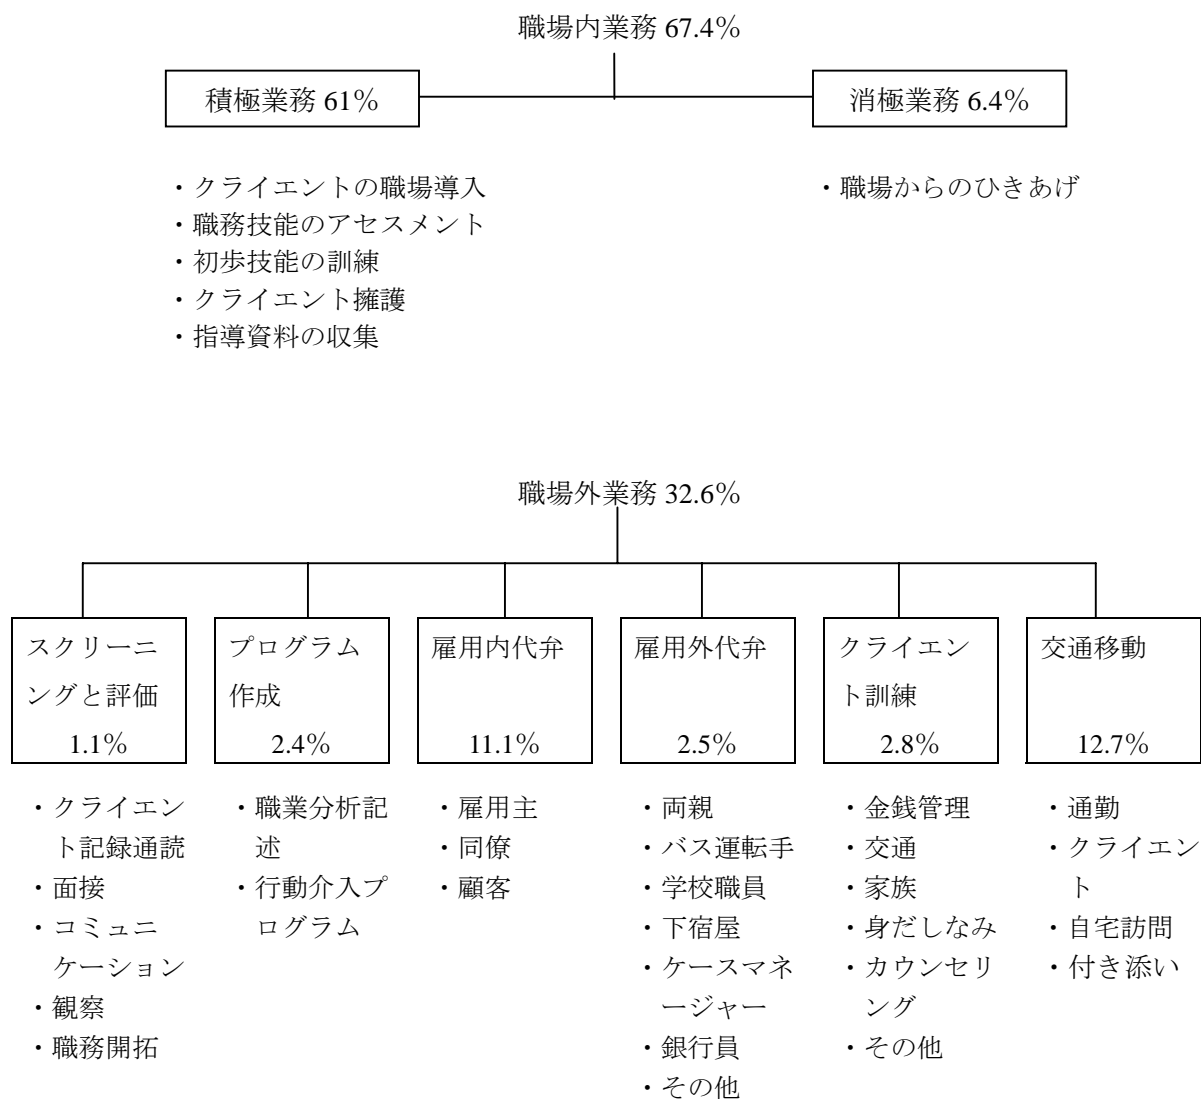 職場内業務 67.4％
積極業務 61％
消極業務 6.4％
・クライエントの職場導入
・職務技能のアセスメント
・初歩技能の訓練
・クライエント擁護
・指導資料の収集
・職場からのひきあげ
職場外業務 32.6％
スクリーニ
ングと評価
1.1％
プログラム
作成
2.4％
雇用内代弁
11.1％
雇用外代弁
2.5％
クライエン
ト訓練
2.8％
交通移動
12.7％
・クライエン
ト記録通読
・面接
・コミュニ
ケーション
・観察
・職務開拓
・職業分析記
述
・行動介入プ
ログラム
・雇用主
・同僚
・顧客
・両親
・バス運転手
・学校職員
・下宿屋
・ケースマネ
ージャー
・銀行員
・その他
・金銭管理
・交通
・家族
・身だしなみ
・カウンセリ
ング
・その他
・通勤
・クライエン
ト
・自宅訪問
・付き添い